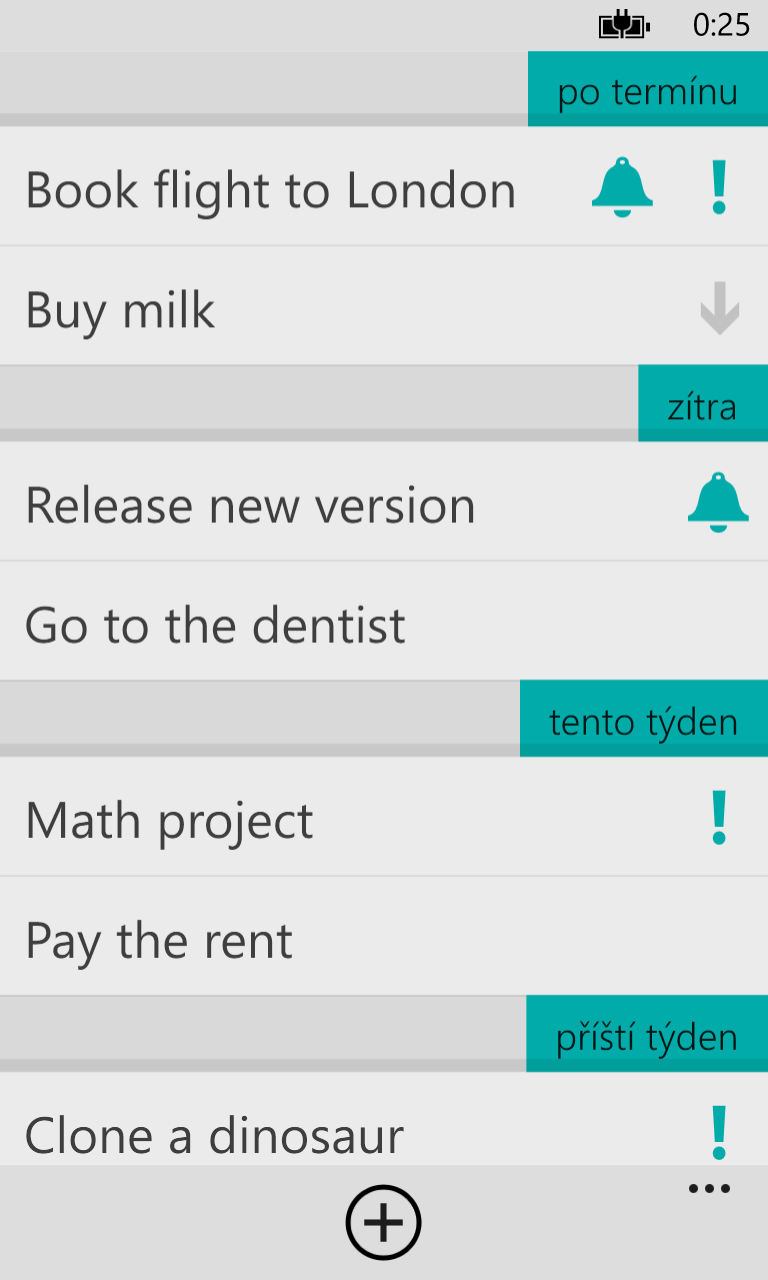 0:25
po termínu
Book flight to London
Buy milk
zítra
Release new version
Go to the dentist
tento týden
Math project
Pay the rent
příští týden
Clone a dinosaur